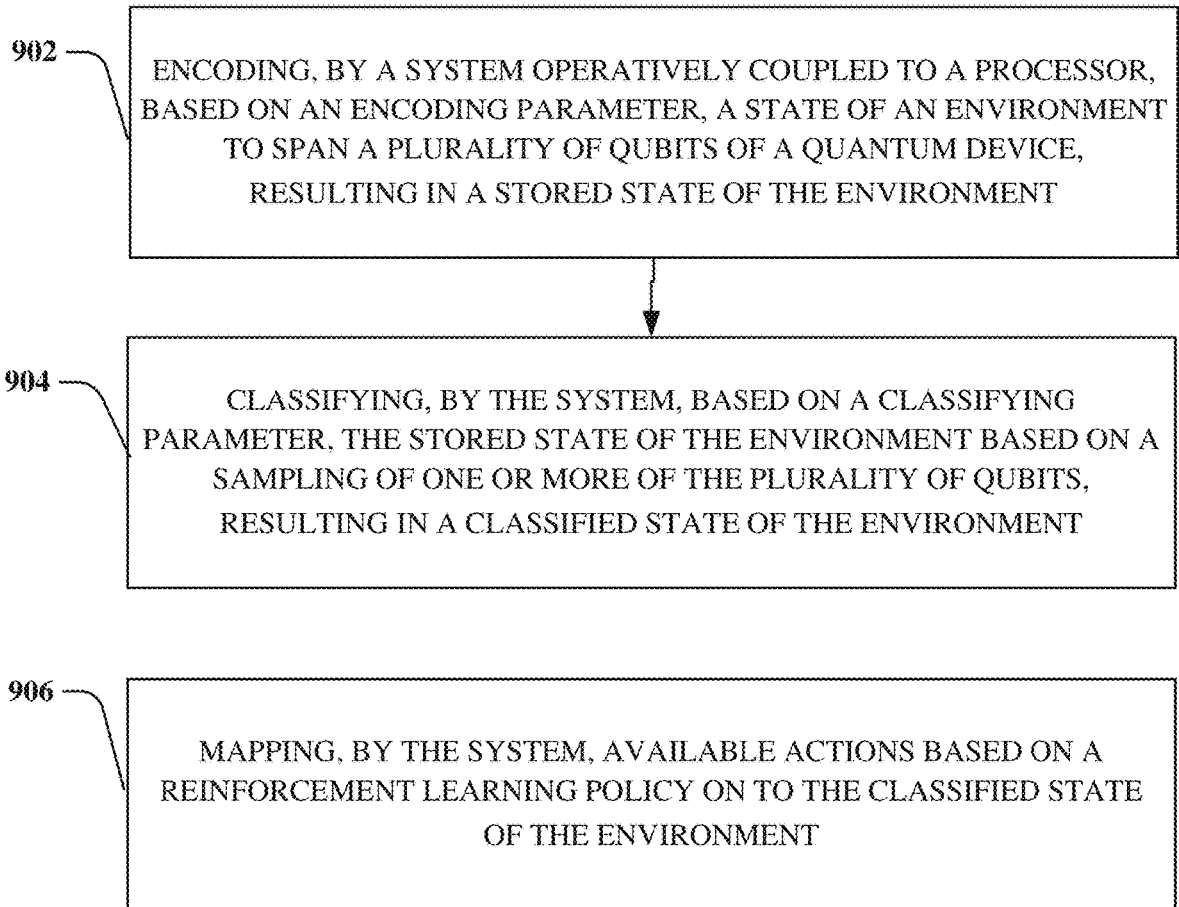 902
ENCODING, BY A SYSTEM OPERATIVELY COUPLED TO A PROCESSOR,
BASED ON AN ENCODING PARAMETER, A STATE OF AN ENVIRONMENT
TO SPAN A PLURALITY OF QUBITS OF A QUANTUM DEVICE,
RESULTING IN A STORED STATE OF THE ENVIRONMENT
904
CLASSIFYING, BY THE SYSTEM, BASED ON A CLASSIFYING
PARAMETER, THE STORED STATE OF THE ENVIRONMENT BASED ON A
SAMPLING OF ONE OR MORE OF THE PLURALITY OF QUBITS,
RESULTING IN A CLASSIFIED STATE OF THE ENVIRONMENT
906
MAPPING, BY THE SYSTEM, AVAILABLE ACTIONS BASED ON A
REINFORCEMENT LEARNING POLICY ON TO THE CLASSIFIED STATE
OF THE ENVIRONMENT